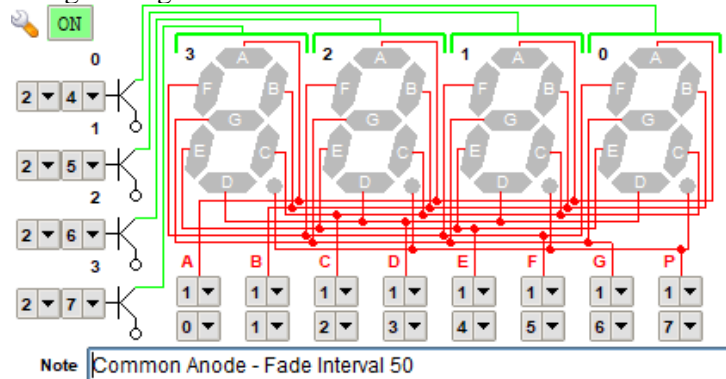 ON
3 2 1 0
A A A A
F B F B F B F B
G G G G
E C E C E C E C
D D D D
0
2 4
1
2 5
2
2 6
3
2 7
A B C D E F G P
1 1 1 1 1 1 1 1
0 1 2 3 4 5 6 7
Note Common Anode - Fade Interval 50